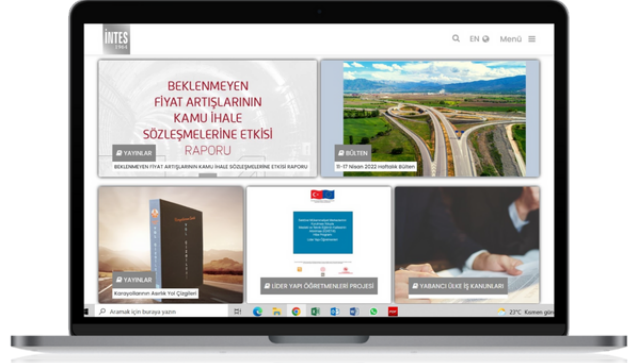 İNTES
EN
Menü
BEKLENMEYEN
FİYAT ARTIŞLARININ
KAMU İHALE
SÖZLEŞMELERİNE ETKİSİ
RAPORU
YAYINLAR
BEKLENMEYEN FİYAT ARTIŞLARININ KAMU İHALE SÖZLEŞMELERİNE ETKİSİ RAPORU
BÜLTEN
11-17 Nisan 2022 Haftalık Bülten
YAYINLAR
Karayollarının Asırlık Yol Çizgileri
LİDER YAPI ÖĞRETMENLERİ PROJESİ
YABANCI ÜLKE İŞ KANUNLARI
Aramak için buraya yazın
22°C Kısmen